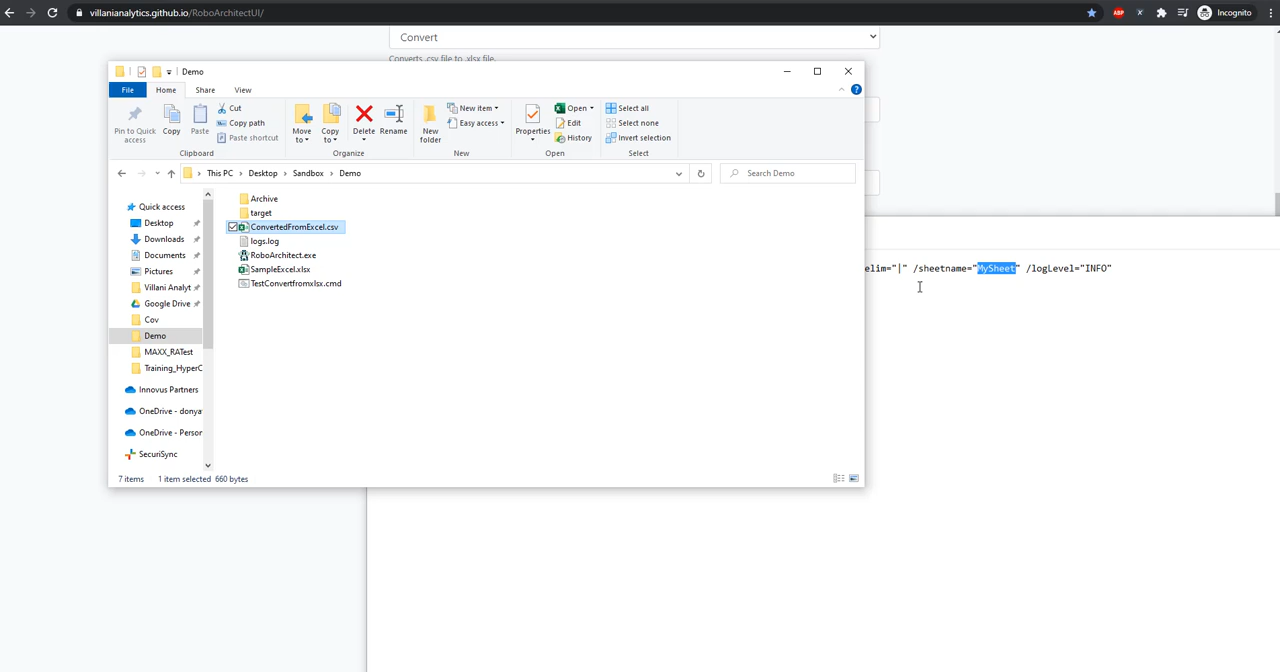 villanianalytics.github.io/RoboArchitectUI/
ABP
Incognito
Convert
Converts .csv file to .xlsx file.
Demo
File
Home
Share
View
Pin to Quick access
Copy
Paste
Cut
Copy path
Paste shortcut
Clipboard
Move to
Copy to
Delete
Rename
Organize
New folder
New item
Easy access
New
Properties
Open
Edit
History
Open
Select all
Select none
Invert selection
Select
This PC > Desktop > Sandbox > Demo
Search Demo
Quick access
Desktop
Downloads
Documents
Pictures
Villani Analyt
Google Drive
Cov
Demo
MAXX_RATest
Training_HyperC
Innovus Partners
OneDrive - donya
OneDrive - Person
SecuriSync
Archive
target
ConvertedFromExcel.csv
logs.log
RoboArchitect.exe
SampleExcel.xlsx
TestConvertfromxlsx.cmd
elim="|" /sheetname="MySheet" /logLevel="INFO"
7 items
1 item selected 660 bytes